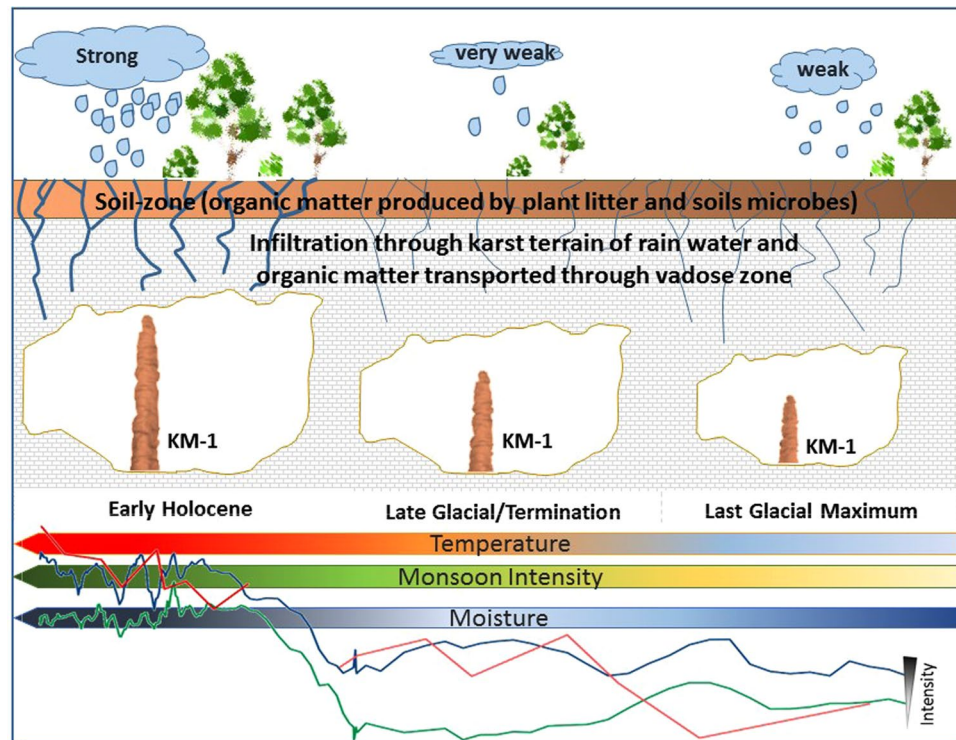 Strong
very weak
weak
Soil-zone (organic matter produced by plant litter and soils microbes)
Infiltration through karst terrain of rain water and
organic matter transported through vadose zone
KM-1
KM-1
KM-1
Early Holocene
Late Glacial/Termination
Last Glacial Maximum
Temperature
Monsoon Intensity
Moisture
Intensity